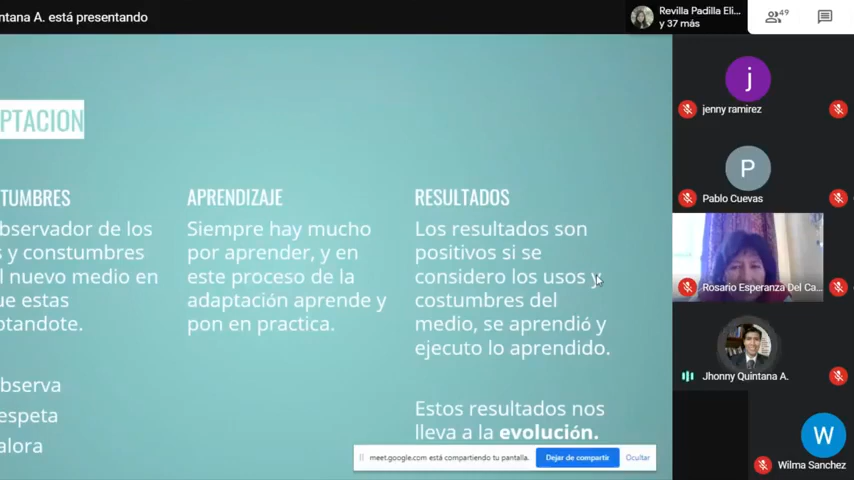 ntana A. está presentando
Revilla Padilla Eli...
y 37 más
49
PTACION
TUMBRES
bservador de los
s y constumbres
l nuevo medio en
ue estas
ptandote.
bserva
espeta
alora
APRENDIZAJE
Siempre hay mucho
por aprender, y en
este proceso de la
adaptación aprende y
pon en practica.
RESULTADOS
Los resultados son
positivos si se
considero los usos y
costumbres del
medio, se aprendió y
ejecuto lo aprendido.
Estos resultados nos
lleva a la evolución.
meet.google.com está compartiendo tu pantalla.
Dejar de compartir
Ocultar
j
jenny ramirez
P
Pablo Cuevas
Rosario Esperanza Del Ca...
Jhonny Quintana A.
W
Wilma Sanchez